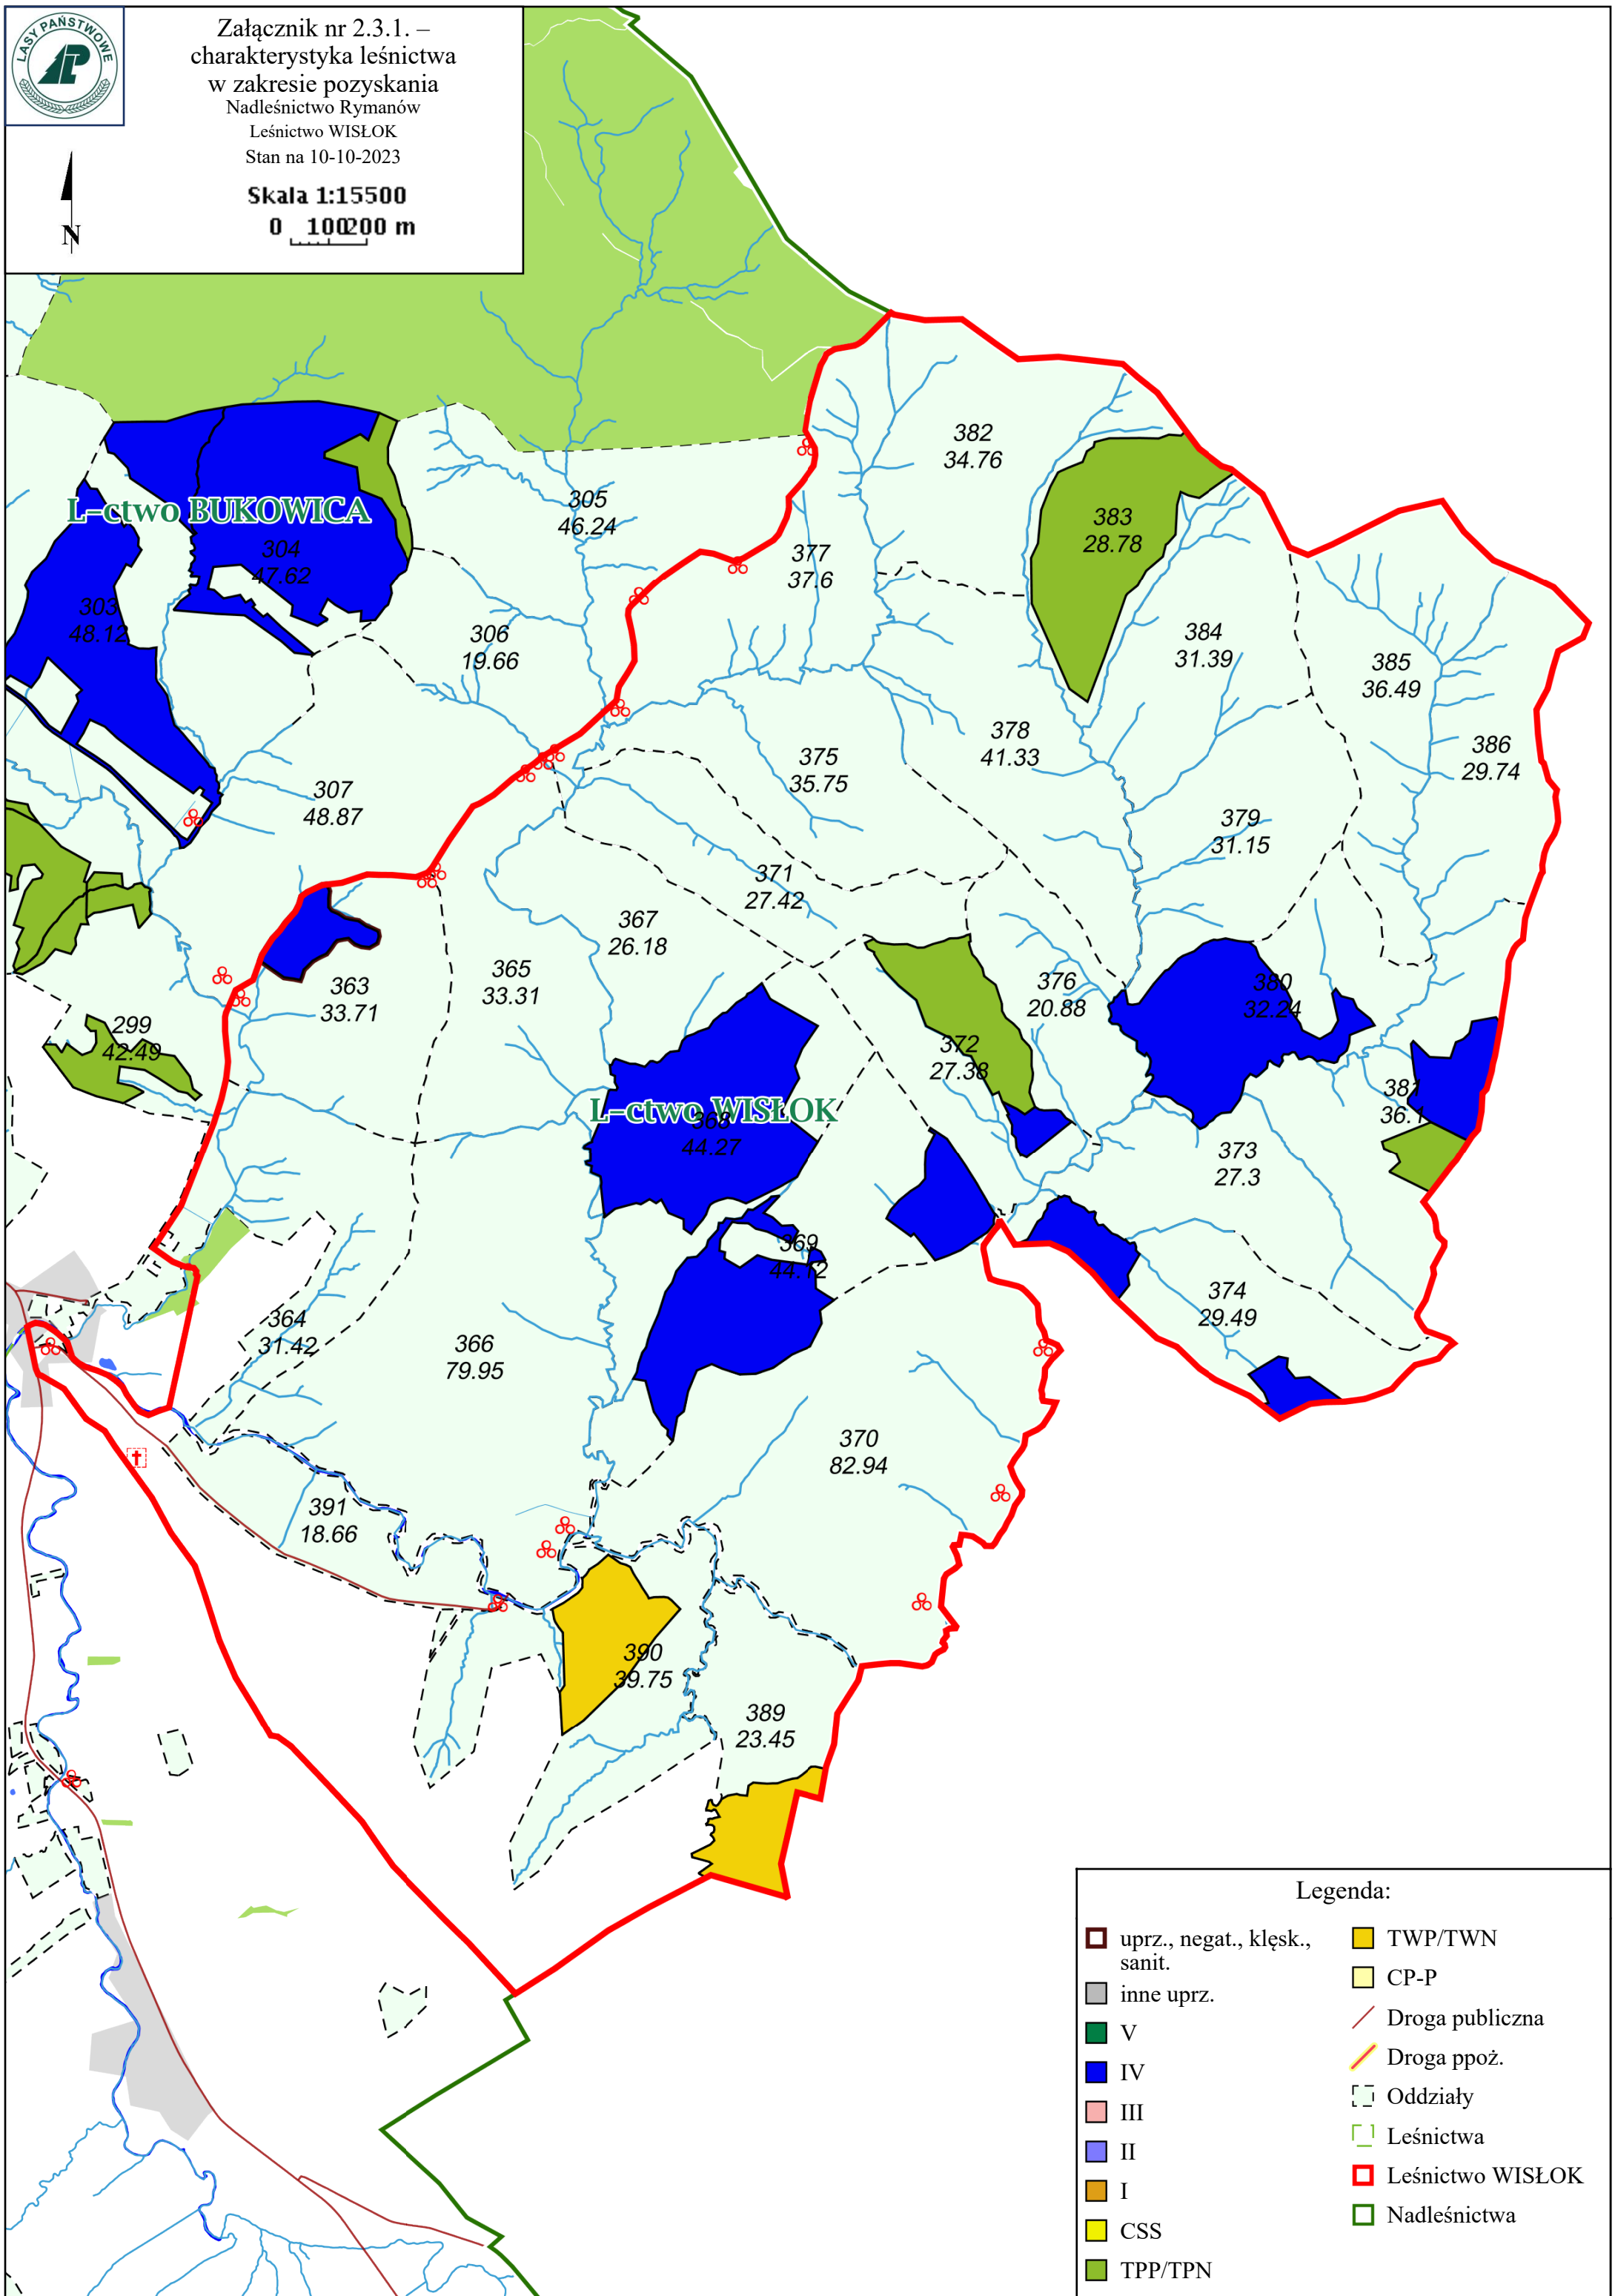 LASY PAŃSTWOWE
Załącznik nr 2.3.1. –
charakterystyka leśnictwa
w zakresie pozyskania
Nadleśnictwo Rymanów
Leśnictwo WISŁOK
Stan na 10-10-2023
Skala 1:15500
0 100200 m
N
382
34.76
L-ctwo BUKOWICA
305
46.24
383
28.78
304
47.62
377
37.6
303
48.12
306
19.66
384
31.39
385
36.49
378
41.33
386
29.74
375
35.75
307
48.87
379
31.15
371
27.42
367
26.18
365
33.31
363
33.71
376
20.88
380
32.24
299
42.49
372
27.38
381
36.1
L-ctwo WISŁOK
368
44.27
373
27.3
369
44.12
374
29.49
364
31.42
366
79.95
370
82.94
391
18.66
390
39.75
389
23.45
Legenda:
uprz., negat., klęsk.,
sanit.
inne uprz.
V
IV
III
II
I
CSS
TPP/TPN
TWP/TWN
CP-P
Droga publiczna
Droga ppoż.
Oddziały
Leśnictwa
Leśnictwo WISŁOK
Nadleśnictwa